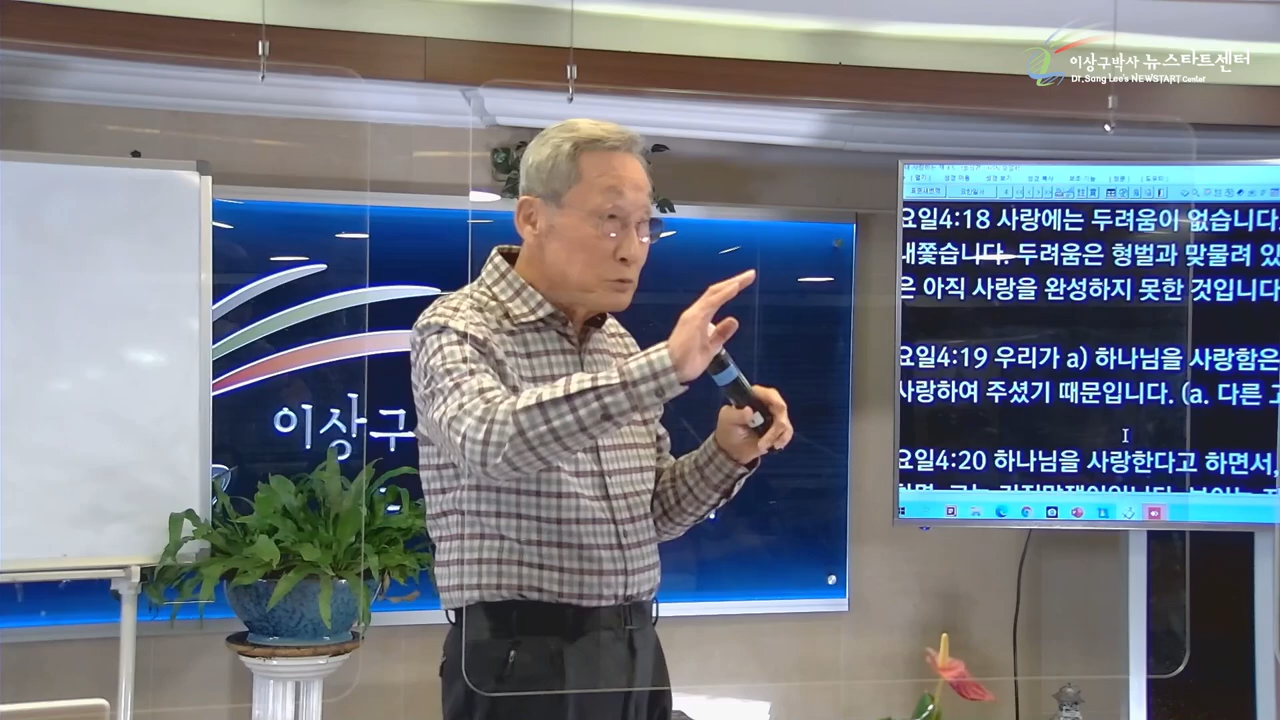 이상구박사 뉴스타트센터
Dr. Sang Lee's NEWSTART Center
이상구
요일4:18 사랑에는 두려움이 없습니다.
내쫓습니다. 두려움은 형벌과 맞물려 있
은 아직 사랑을 완성하지 못한 것입니다
요일4:19 우리가 a) 하나님을 사랑함은
사랑하여 주셨기 때문입니다. (a. 다른 고
요일4:20 하나님을 사랑한다고 하면서,